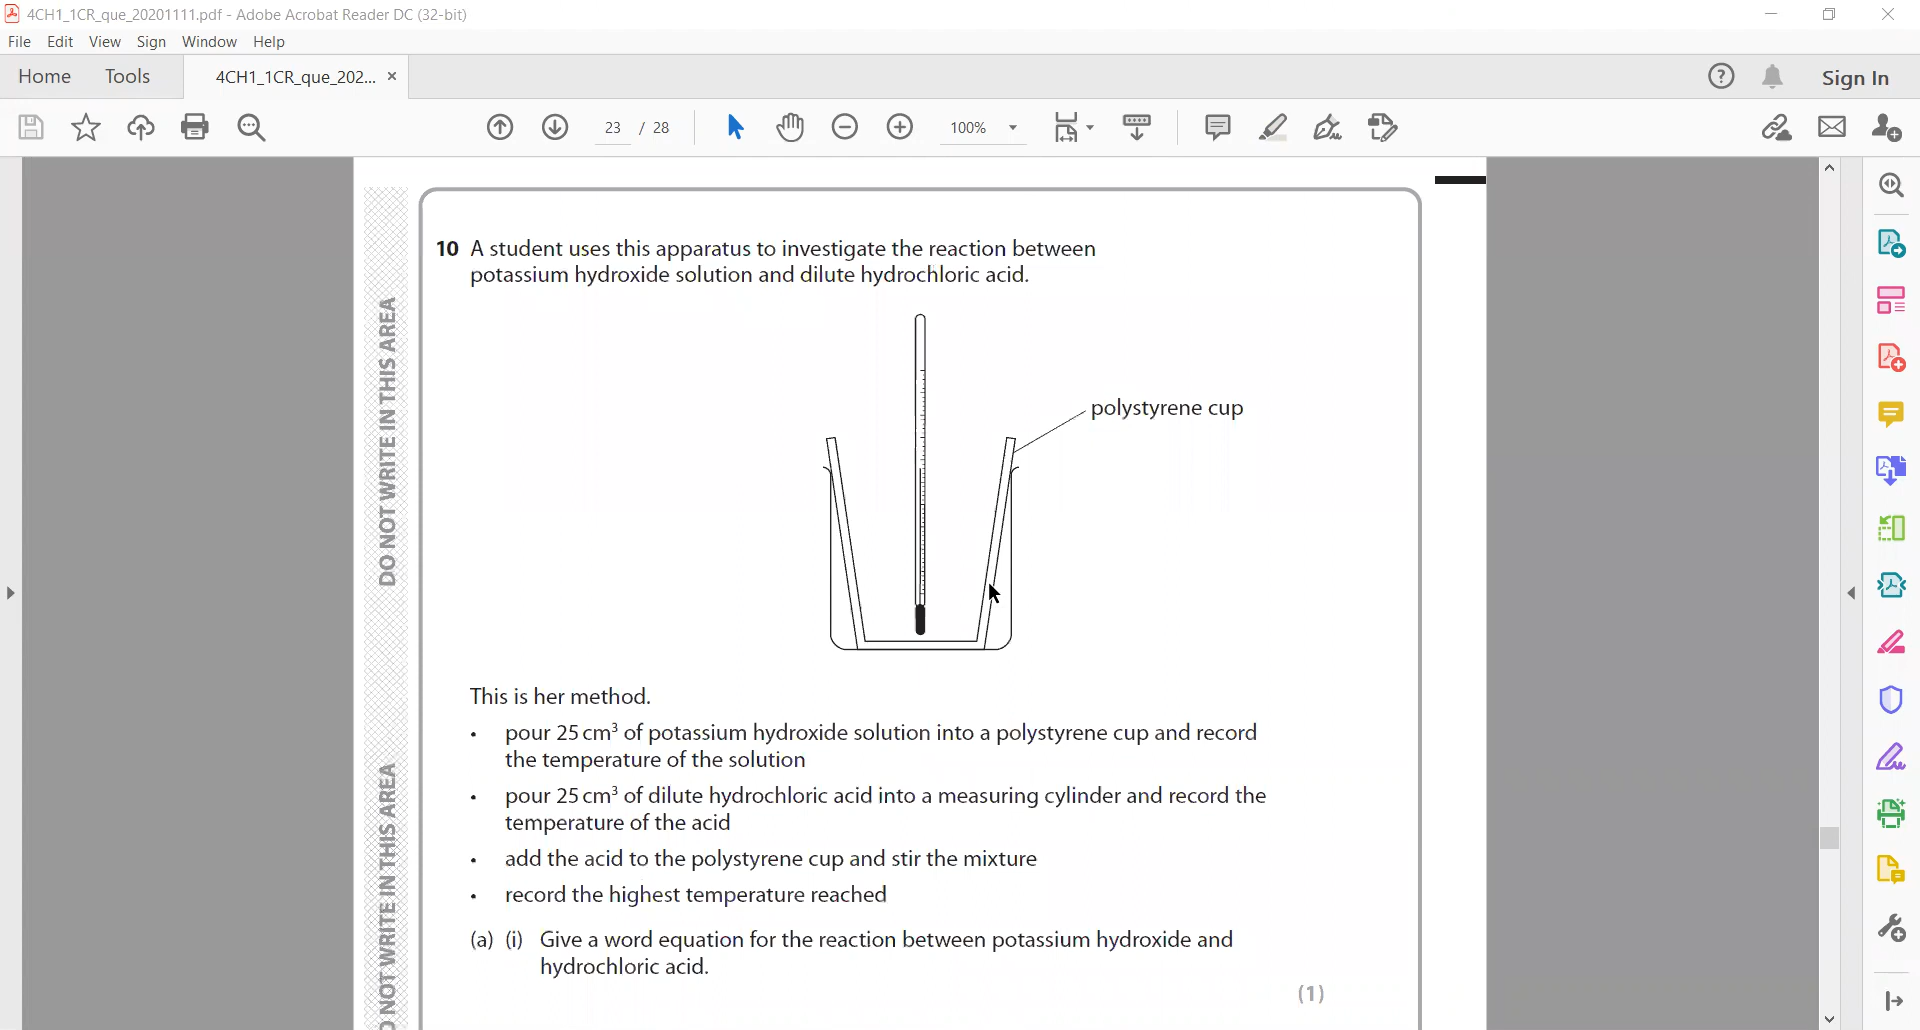 4CH1_1CR_que_20201111.pdf - Adobe Acrobat Reader DC (32-bit)
File Edit View Sign Window Help
Home Tools 4CH1_1CR_que_202... × Sign In
23 / 28 100%
10 A student uses this apparatus to investigate the reaction between
potassium hydroxide solution and dilute hydrochloric acid.
polystyrene cup
This is her method.
• pour 25 cm³ of potassium hydroxide solution into a polystyrene cup and record
the temperature of the solution
• pour 25 cm³ of dilute hydrochloric acid into a measuring cylinder and record the
temperature of the acid
• add the acid to the polystyrene cup and stir the mixture
• record the highest temperature reached
(a) (i) Give a word equation for the reaction between potassium hydroxide and
hydrochloric acid.
(1)
DO NOT WRITE IN THIS AREA
O NOT WRITE IN THIS AREA